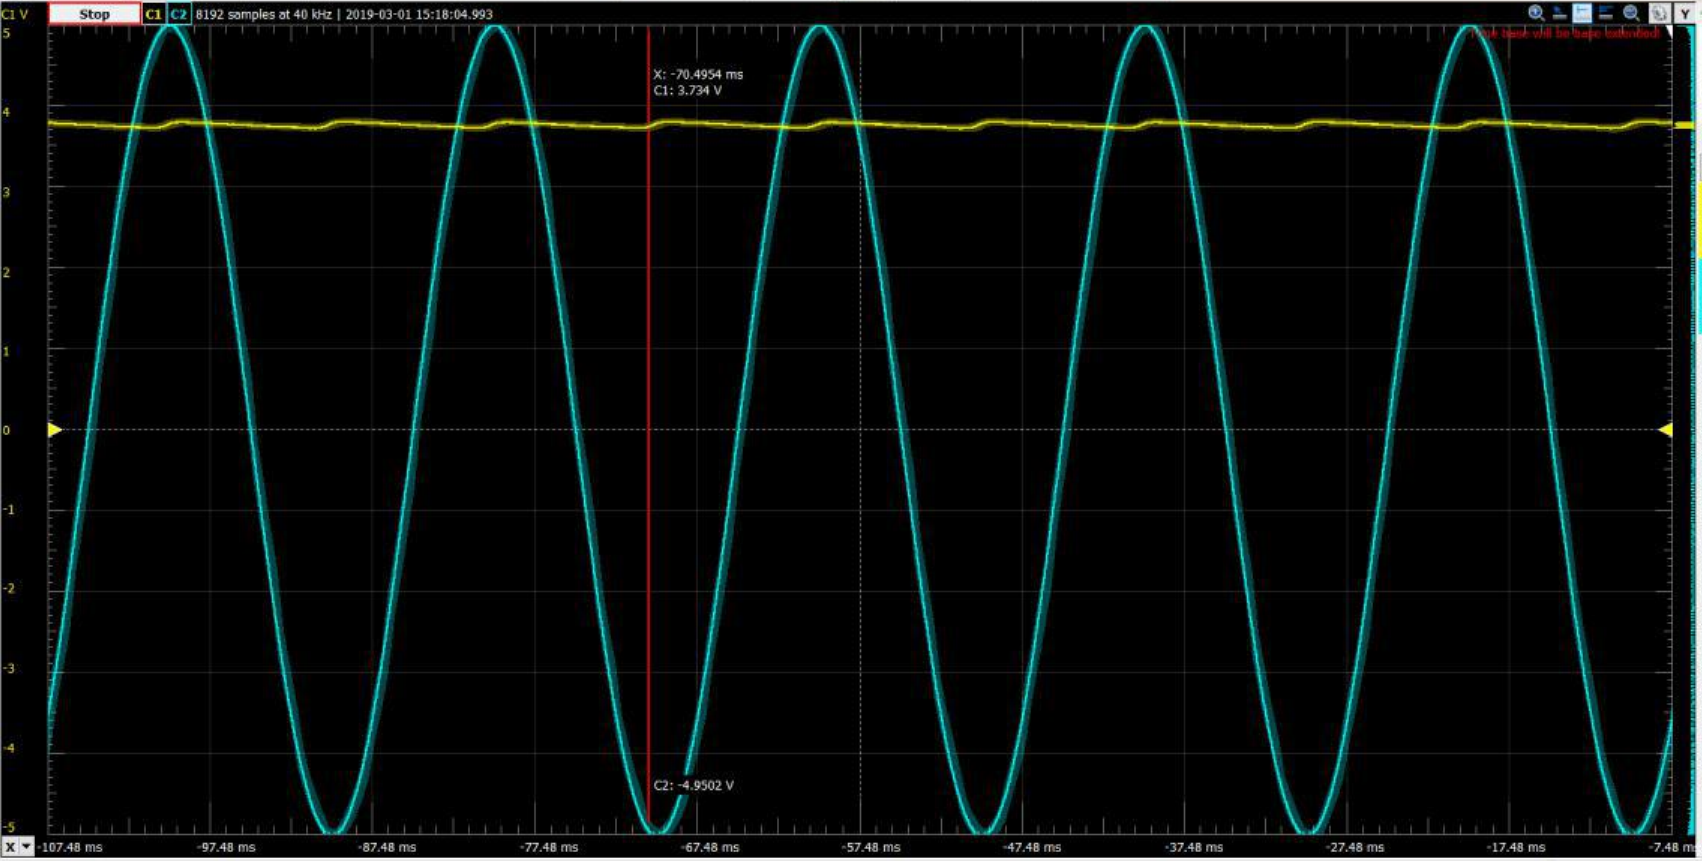 C1 V Stop C1 C2 8192 samples at 40 kHz | 2019-03-01 15:18:04.993 Y
5
X: -70.4954 ms
C1: 3.734 V
4
3
2
1
0
-1
-2
-3
-4
C2: -4.9502 V
-5
X -107.48 ms -97.48 ms -87.48 ms -77.48 ms -67.48 ms -57.48 ms -47.48 ms -37.48 ms -27.48 ms -17.48 ms -7.48 m